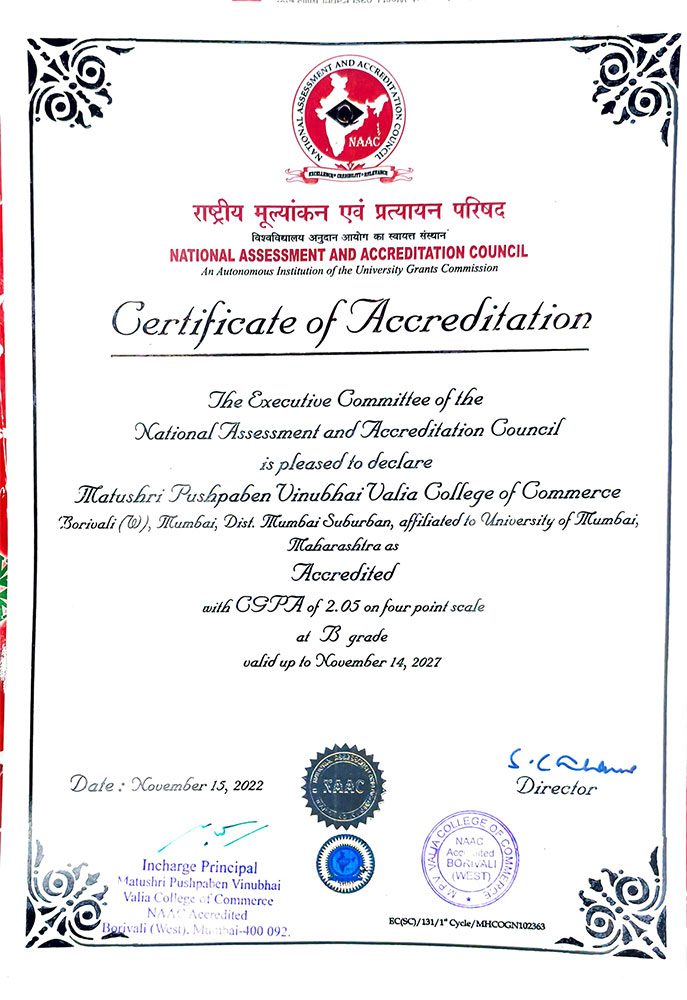 NATIONAL ASSESSMENT AND ACCREDITATION COUNCIL
NAAC
EXCELLENCE • CREDIBILITY • RELEVANCE
राष्ट्रीय मूल्यांकन एवं प्रत्यायन परिषद
विश्वविद्यालय अनुदान आयोग का स्वायत्त संस्थान
NATIONAL ASSESSMENT AND ACCREDITATION COUNCIL
An Autonomous Institution of the University Grants Commission
Certificate of Accreditation
The Executive Committee of the
National Assessment and Accreditation Council
is pleased to declare
Matushri Pushpaben Vinubhai Valia College of Commerce
Borivali (W), Mumbai, Dist. Mumbai Suburban, affiliated to University of Mumbai,
Maharashtra as
Accredited
with CGPA of 2.05 on four point scale
at B grade
valid up to November 14, 2027
Date : November 15, 2022
NAAC
Director
Incharge Principal
Matushri Pushpaben Vinubhai
Valia College of Commerce
NAAC Accredited
Borivali (West), Mumbai-400 092.
M.P.V. VALIA COLLEGE OF COMMERCE
NAAC
Accredited
BORIVALI
(WEST)
EC(SC)/131/1st Cycle/MHCOGN102363